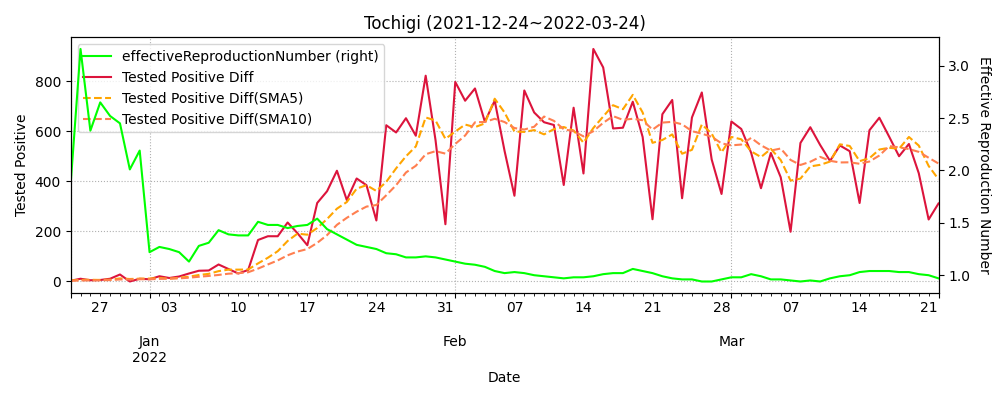 Tochigi (2021-12-24~2022-03-24)
effectiveReproductionNumber (right)
Tested Positive Diff
Tested Positive Diff(SMA5)
Tested Positive Diff(SMA10)
Tested Positive
800
600
400
200
0
3.0
2.5
2.0
1.5
1.0
Effective Reproduction Number
27 03 10 17 24 31 07 14 21 28 07 14 21
Jan Feb Mar
2022
Date